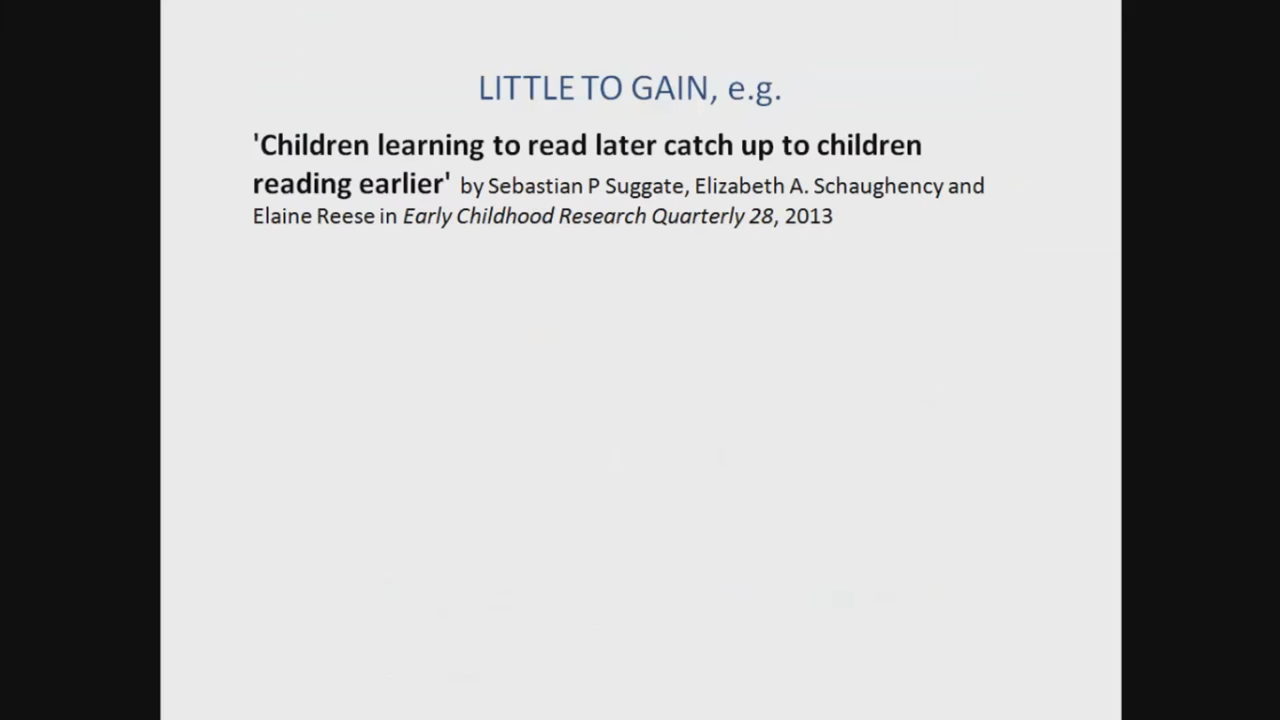 LITTLE TO GAIN, e.g.
'Children learning to read later catch up to children
reading earlier' by Sebastian P Suggate, Elizabeth A. Schaughency and
Elaine Reese in Early Childhood Research Quarterly 28, 2013